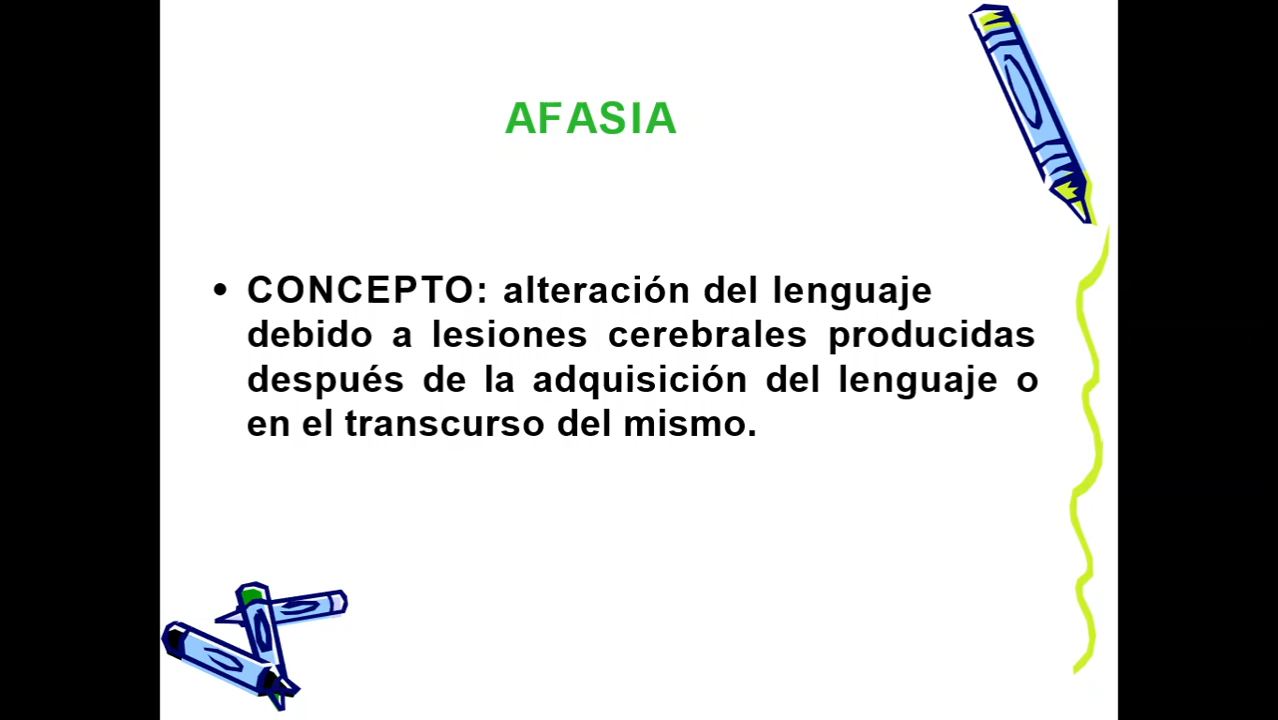 AFASIA
• CONCEPTO: alteración del lenguaje
debido a lesiones cerebrales producidas
después de la adquisición del lenguaje o
en el transcurso del mismo.